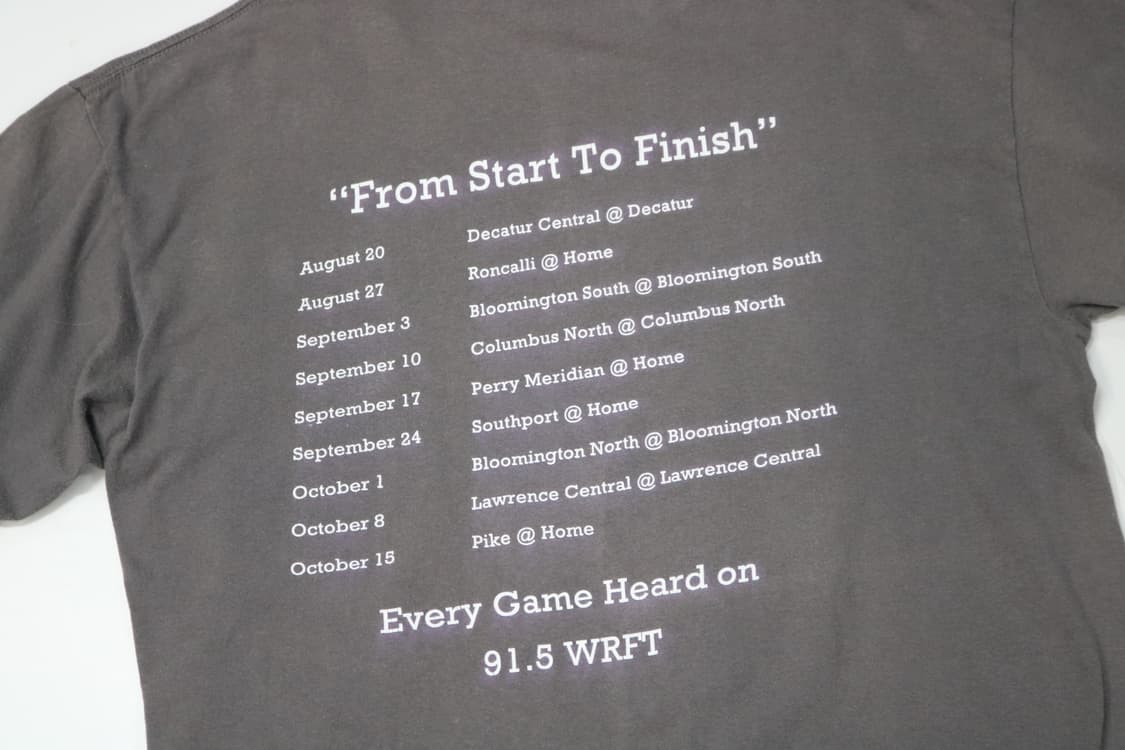 “From Start To Finish”
August 20 Decatur Central @ Decatur
August 27 Roncalli @ Home
September 3 Bloomington South @ Bloomington South
September 10 Columbus North @ Columbus North
September 17 Perry Meridian @ Home
September 24 Southport @ Home
October 1 Bloomington North @ Bloomington North
October 8 Lawrence Central @ Lawrence Central
October 15 Pike @ Home
Every Game Heard on
91.5 WRFT